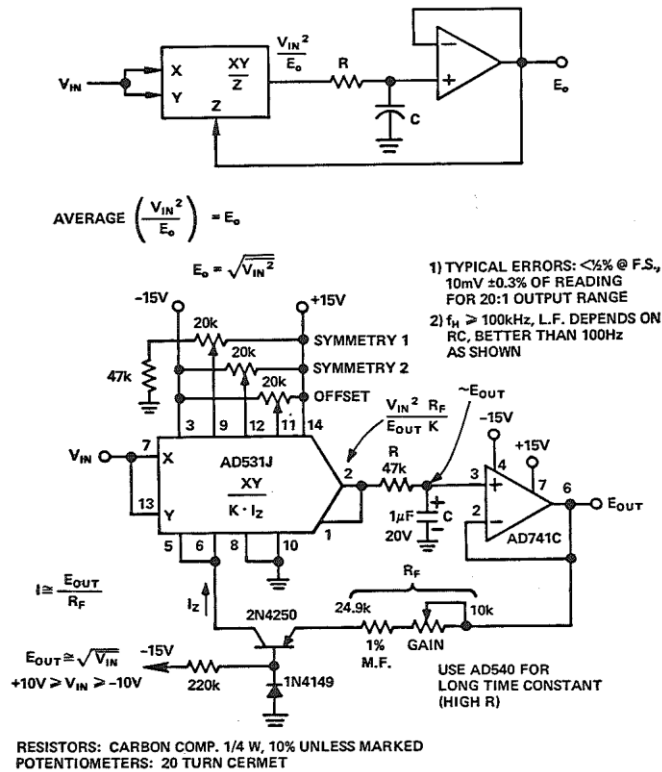 V_IN
X
Y
XY
Z
Z
V_IN²
E_o
R
C
−
+
E_o
AVERAGE (V_IN² / E_o) = E_o
E_o = √V_IN²
1) TYPICAL ERRORS: <½% @ F.S.,
10mV ±0.3% OF READING
FOR 20:1 OUTPUT RANGE
2) f_H ⩾ 100kHz, L.F. DEPENDS ON
RC, BETTER THAN 100Hz
AS SHOWN
−15V
+15V
20k
SYMMETRY 1
20k
SYMMETRY 2
47k
20k
OFFSET
3
9
12
11
14
V_IN² R_F
E_OUT K
~E_OUT
−15V
+15V
V_IN
7
X
AD531J
XY
K · I_Z
13
Y
2
1
R
47k
+
1μF
20V
−
C
3
+
2
−
4
7
6
AD741C
E_OUT
5
6
8
10
I ≅ E_OUT
R_F
I_Z
2N4250
R_F
24.9k
1%
M.F.
10k
GAIN
E_OUT ≅ √V_IN
+10V ⩾ V_IN ⩾ −10V
−15V
220k
1N4149
USE AD540 FOR
LONG TIME CONSTANT
(HIGH R)
RESISTORS: CARBON COMP. 1/4 W, 10% UNLESS MARKED
POTENTIOMETERS: 20 TURN CERMET